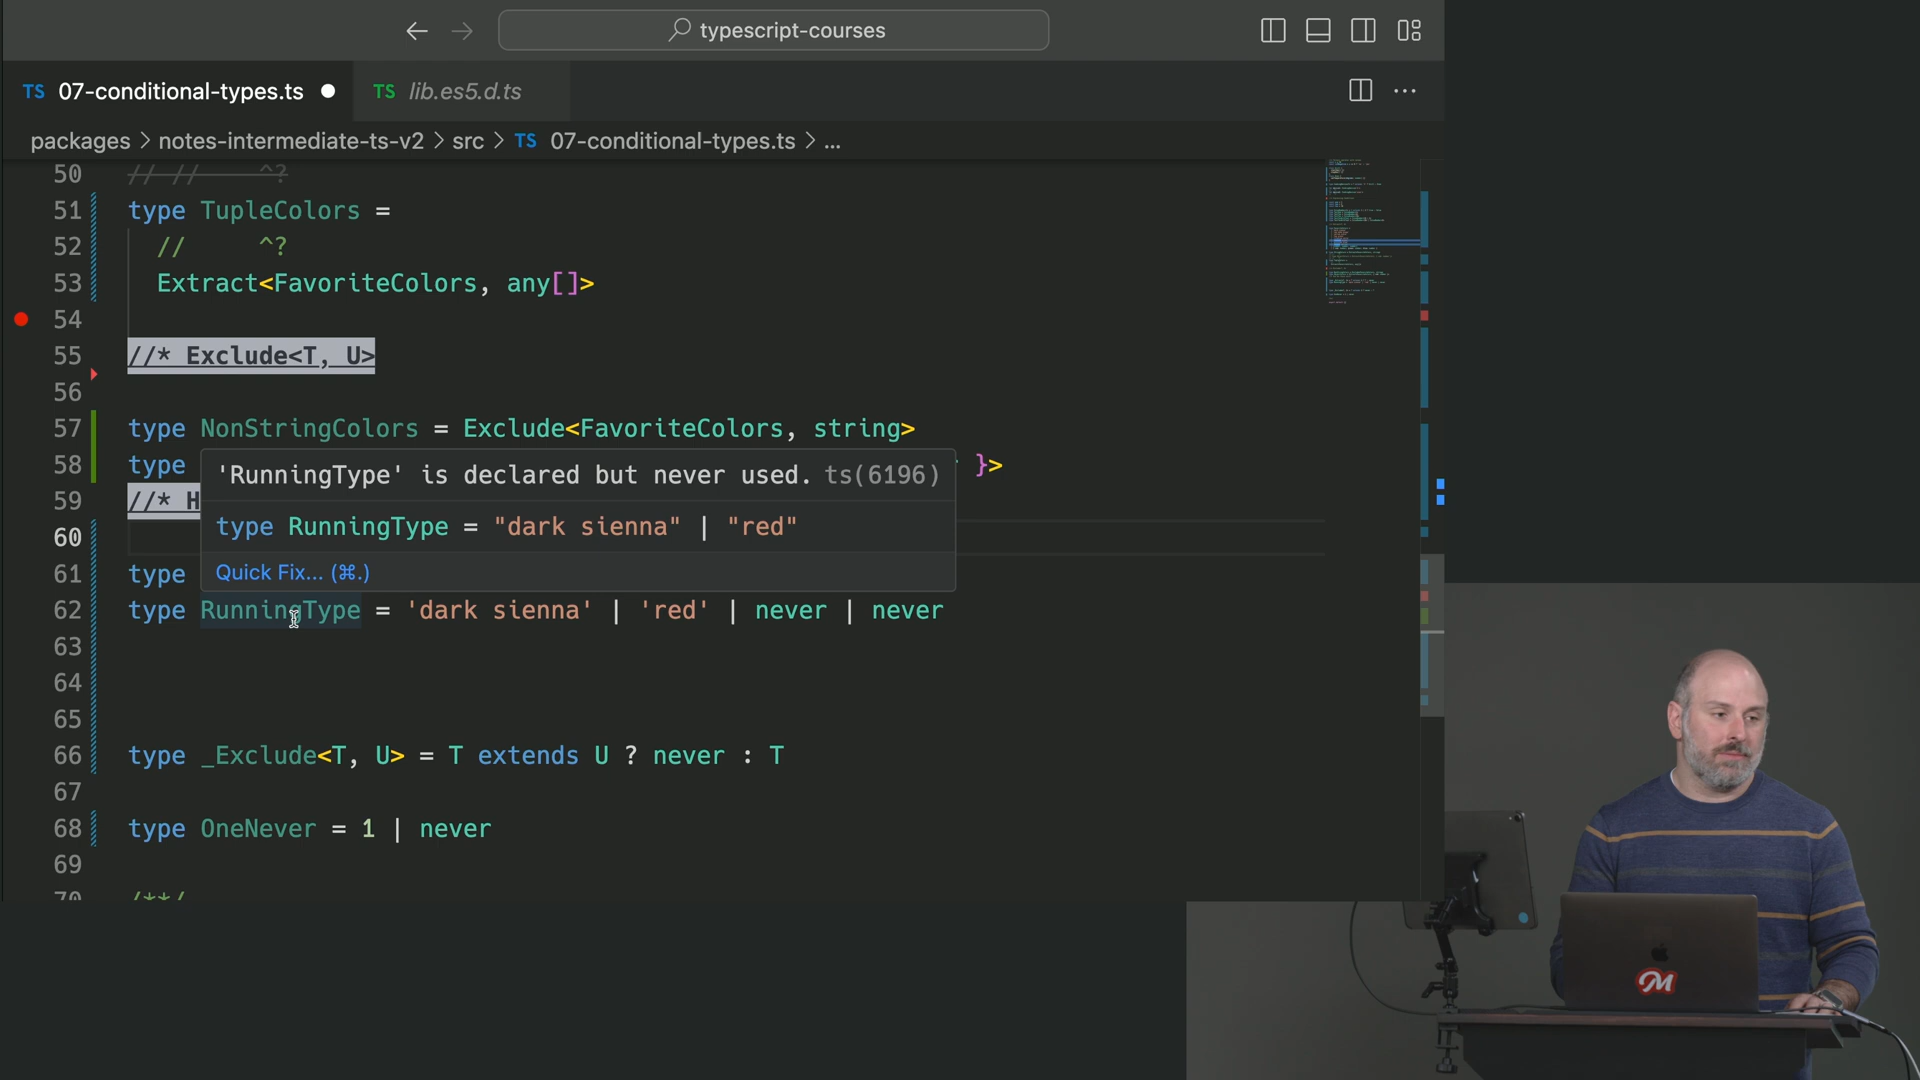 typescript-courses
TS 07-conditional-types.ts
TS lib.es5.d.ts
packages > notes-intermediate-ts-v2 > src > TS 07-conditional-types.ts > ...
50 // // ^?
51 type TupleColors =
52 // ^?
53 Extract<FavoriteColors, any[]>
54
55 //* Exclude<T, U>
56
57 type NonStringColors = Exclude<FavoriteColors, string>
58 type }>
59 //* H
'RunningType' is declared but never used. ts(6196)
type RunningType = "dark sienna" | "red"
Quick Fix... (⌘.)
60
61 type
62 type RunningType = 'dark sienna' | 'red' | never | never
63
64
65
66 type _Exclude<T, U> = T extends U ? never : T
67
68 type OneNever = 1 | never
69
70 /**/
M